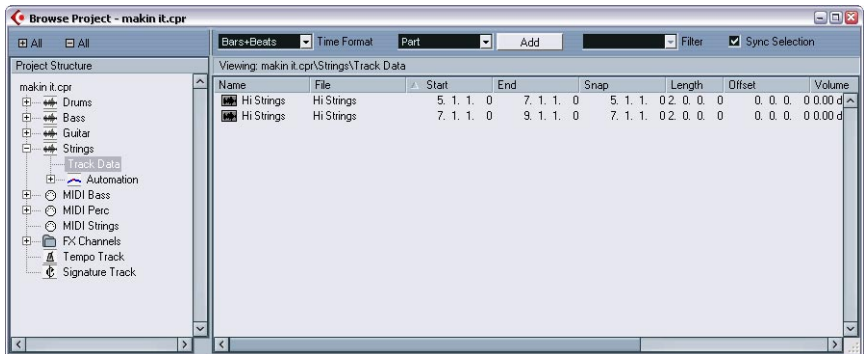 Browse Project - makin it.cpr
All All Bars+Beats Time Format Part Add Filter Sync Selection
Project Structure
Viewing: makin it.cpr\Strings\Track Data
makin it.cpr
Drums
Bass
Guitar
Strings
Track Data
Automation
MIDI Bass
MIDI Perc
MIDI Strings
FX Channels
Tempo Track
Signature Track
Name File Start End Snap Length Offset Volume
Hi Strings Hi Strings 5. 1. 1. 0 7. 1. 1. 0 5. 1. 1. 0 2. 0. 0. 0 0. 0. 0. 0 0.00 d
Hi Strings Hi Strings 7. 1. 1. 0 9. 1. 1. 0 7. 1. 1. 0 2. 0. 0. 0 0. 0. 0. 0 0.00 d